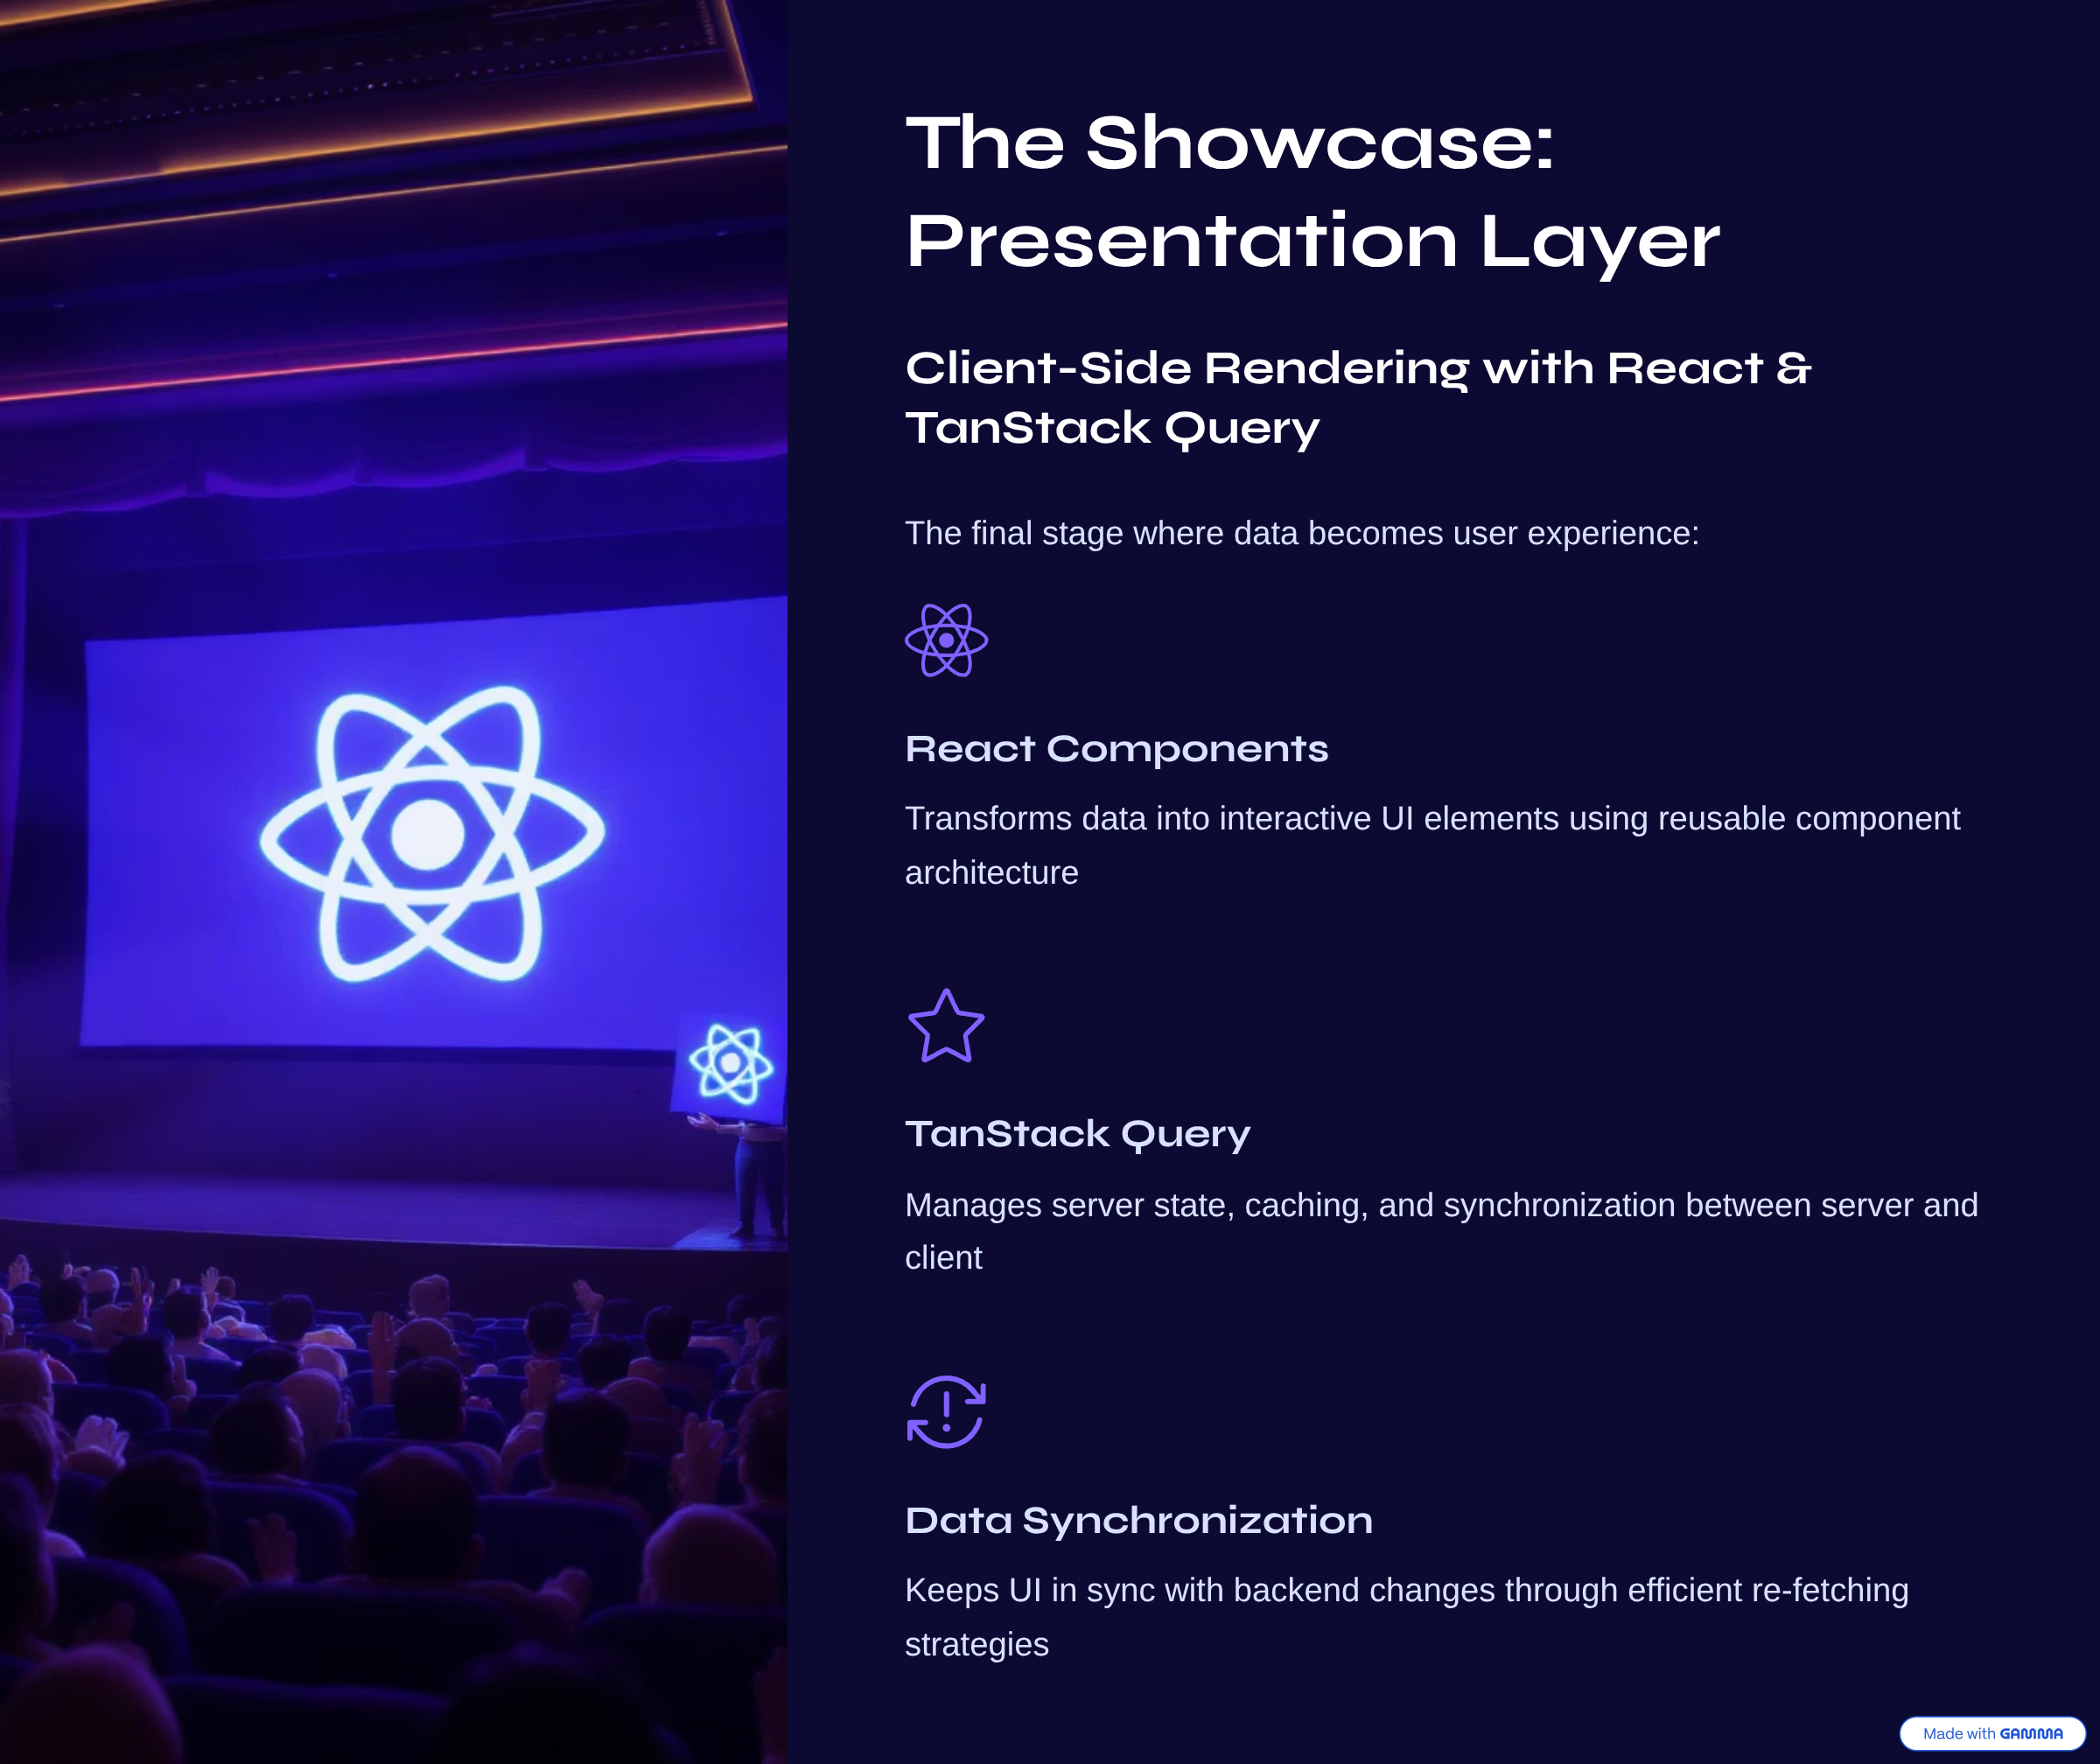 The Showcase:
Presentation Layer
Client-Side Rendering with React &
TanStack Query
The final stage where data becomes user experience:
React Components
Transforms data into interactive UI elements using reusable component
architecture
TanStack Query
Manages server state, caching, and synchronization between server and
client
Data Synchronization
Keeps UI in sync with backend changes through efficient re-fetching
strategies
Made with GAMMA